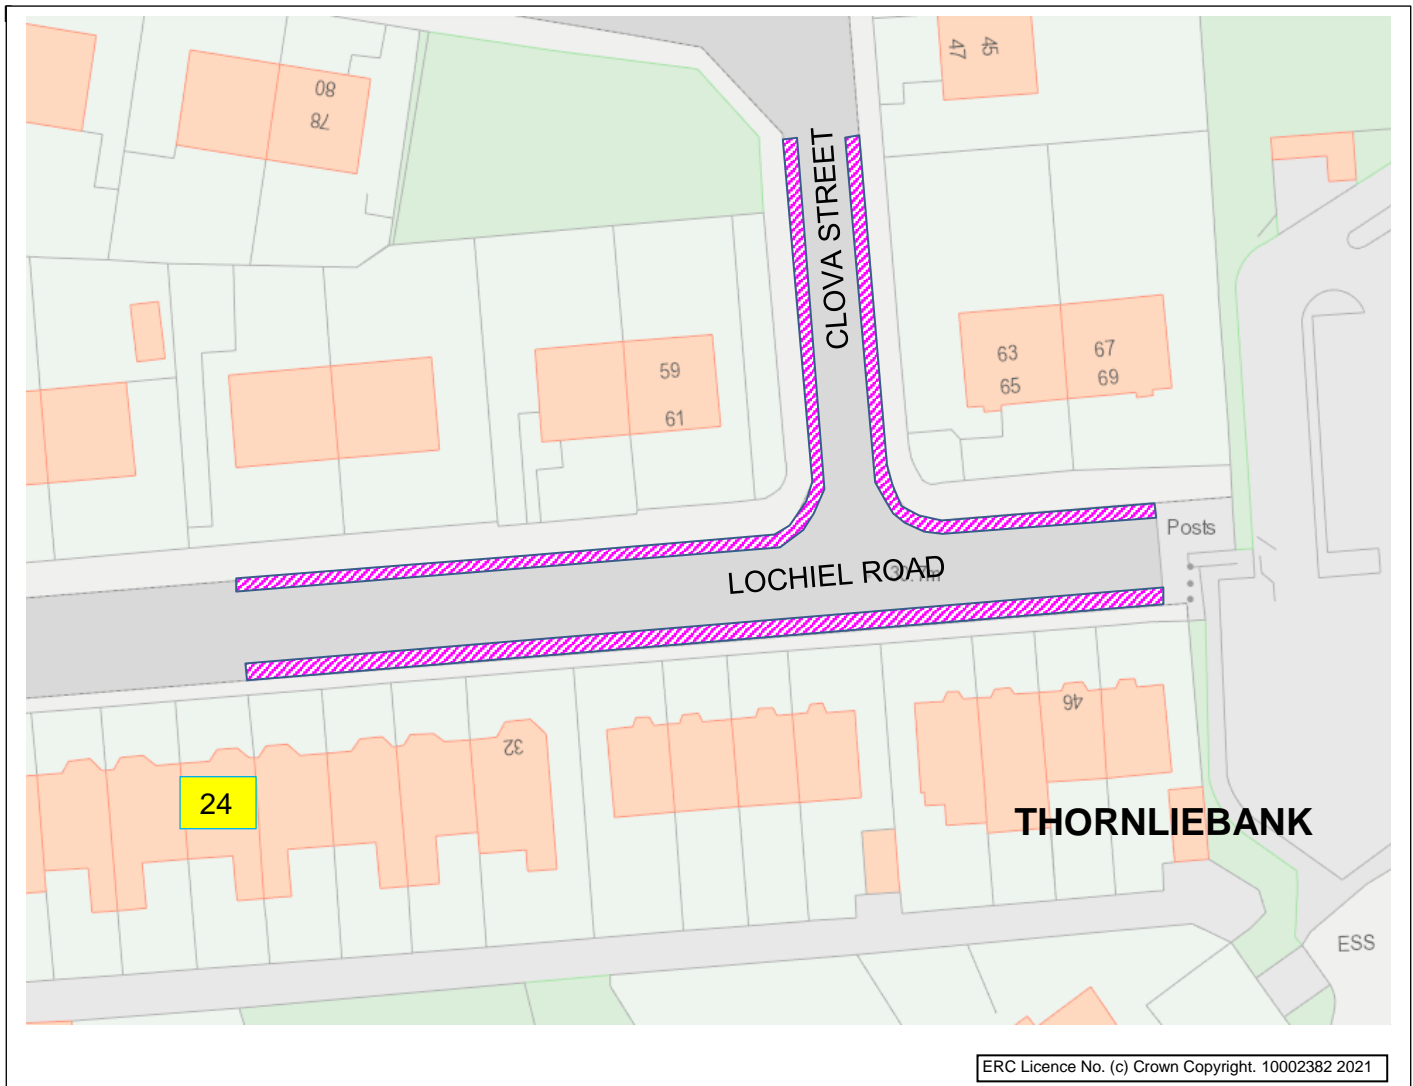 47 45
80
78
CLOVA STREET
63 67
65 69
59
61
Posts
LOCHIEL ROAD
46
32
24
THORNLIEBANK
ESS
ERC Licence No. (c) Crown Copyright. 10002382 2021